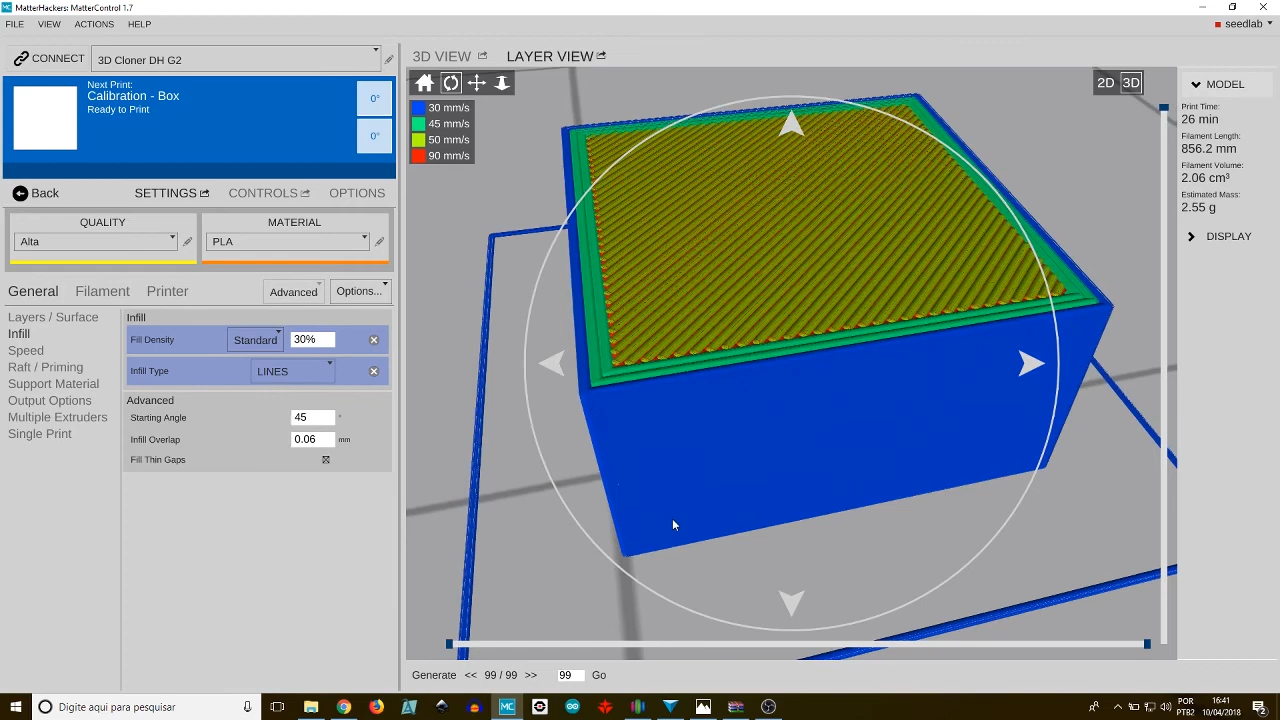 MatterHackers: MatterControl 1.7
FILE VIEW ACTIONS HELP
seedlab
CONNECT
3D Cloner DH G2
Next Print:
Calibration - Box
Ready to Print
0°
0°
Back
SETTINGS CONTROLS OPTIONS
QUALITY
Alta
MATERIAL
PLA
General Filament Printer
Advanced
Options...
Layers / Surface
Infill
Speed
Raft / Priming
Support Material
Output Options
Multiple Extruders
Single Print
Infill
Fill Density Standard 30%
Infill Type LINES
Advanced
Starting Angle 45 °
Infill Overlap 0.06 mm
Fill Thin Gaps
3D VIEW LAYER VIEW
2D 3D
30 mm/s
45 mm/s
50 mm/s
90 mm/s
Generate << 99 / 99 >> 99 Go
MODEL
Print Time:
26 min
Filament Length:
856.2 mm
Filament Volume:
2.06 cm³
Estimated Mass:
2.55 g
DISPLAY
Digite aqui para pesquisar
MC
POR
PTB2
16:41
10/04/2018
2